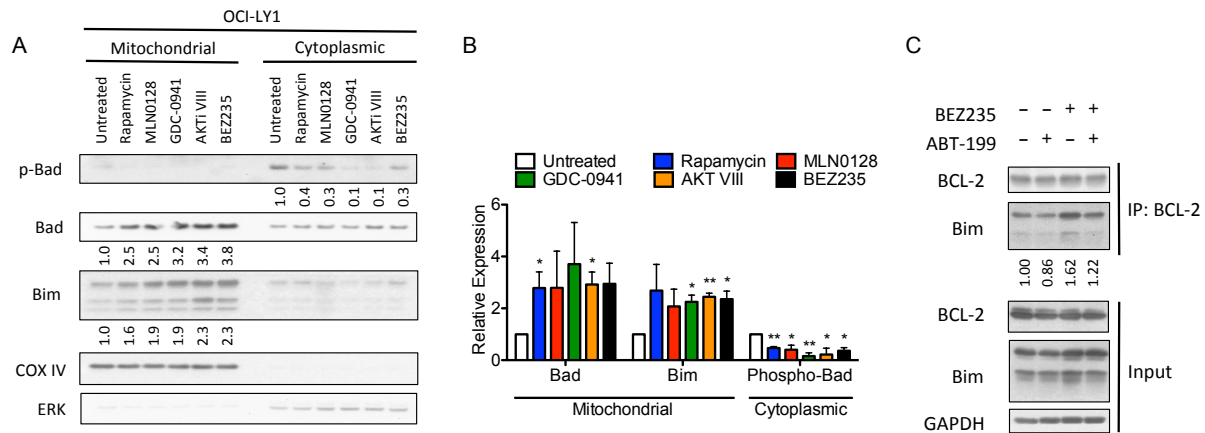 A
OCI-LY1
Mitochondrial Cytoplasmic
Untreated Rapamycin MLN0128 GDC-0941 AKTi VIII BEZ235 Untreated Rapamycin MLN0128 GDC-0941 AKTi VIII BEZ235
p-Bad
1.0 0.4 0.3 0.1 0.1 0.3
Bad
1.0 2.5 2.5 3.2 3.4 3.8
Bim
1.0 1.6 1.9 1.9 2.3 2.3
COX IV
ERK
B
Untreated Rapamycin MLN0128
GDC-0941 AKT VIII BEZ235
Relative Expression
6
4
2
0
* * * ** * ** * ** * *
Bad Bim Phospho-Bad
Mitochondrial Cytoplasmic
C
BEZ235 – – + +
ABT-199 – + – +
BCL-2
Bim
IP: BCL-2
1.00 0.86 1.62 1.22
BCL-2
Bim
Input
GAPDH